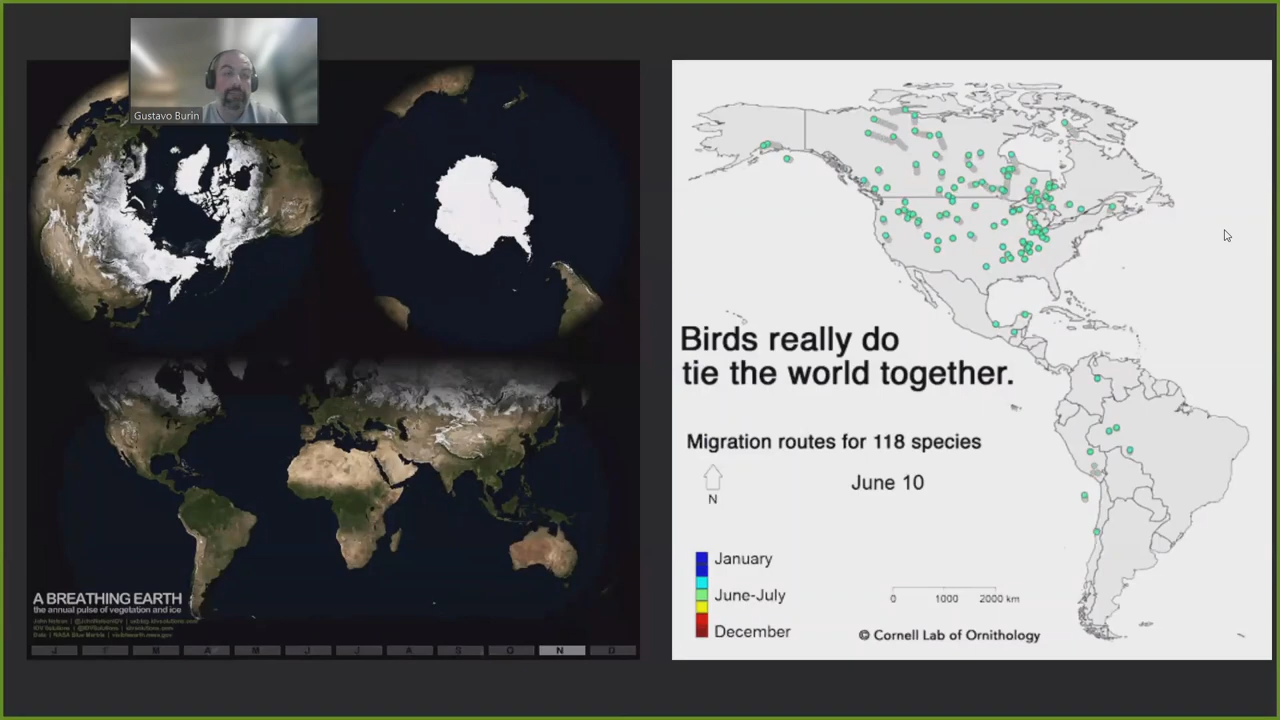 Gustavo Burin
A BREATHING EARTH
the annual pulse of vegetation and ice
J F M A M J J A S O N D
Birds really do
tie the world together.
Migration routes for 118 species
June 10
N
January
June-July
December
0 1000 2000 km
© Cornell Lab of Ornithology